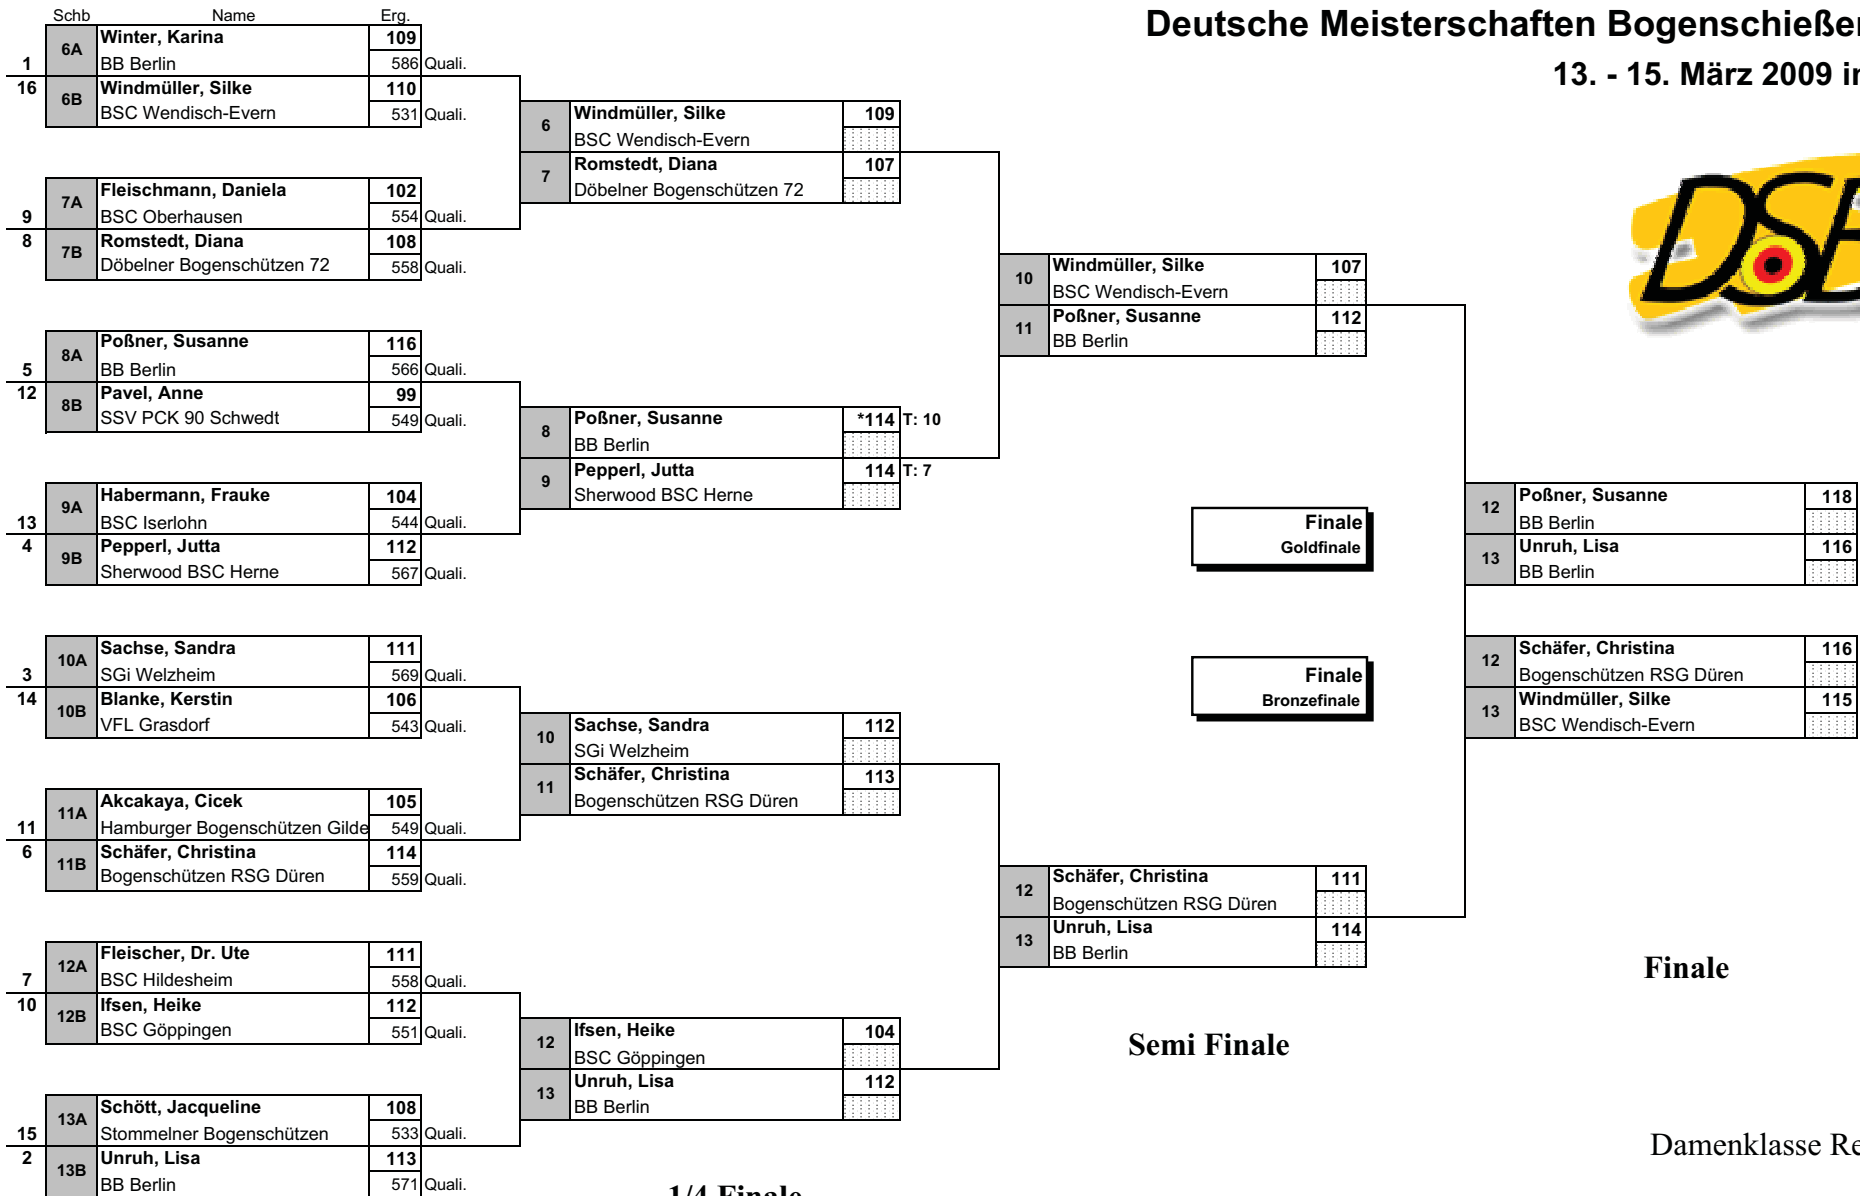 Schb Name Erg.
Deutsche Meisterschaften Bogenschießen
13. - 15. März 2009 in
DSB
6A Winter, Karina 109
1 BB Berlin 586 Quali.
16 6B Windmüller, Silke 110
BSC Wendisch-Evern 531 Quali.
7A Fleischmann, Daniela 102
9 BSC Oberhausen 554 Quali.
8 7B Romstedt, Diana 108
Döbelner Bogenschützen 72 558 Quali.
8A Poßner, Susanne 116
5 BB Berlin 566 Quali.
12 8B Pavel, Anne 99
SSV PCK 90 Schwedt 549 Quali.
9A Habermann, Frauke 104
13 BSC Iserlohn 544 Quali.
4 9B Pepperl, Jutta 112
Sherwood BSC Herne 567 Quali.
10A Sachse, Sandra 111
3 SGi Welzheim 569 Quali.
14 10B Blanke, Kerstin 106
VFL Grasdorf 543 Quali.
11A Akcakaya, Cicek 105
11 Hamburger Bogenschützen Gilde 549 Quali.
6 11B Schäfer, Christina 114
Bogenschützen RSG Düren 559 Quali.
12A Fleischer, Dr. Ute 111
7 BSC Hildesheim 558 Quali.
10 12B Ifsen, Heike 112
BSC Göppingen 551 Quali.
13A Schött, Jacqueline 108
15 Stommelner Bogenschützen 533 Quali.
2 13B Unruh, Lisa 113
BB Berlin 571 Quali.
6 Windmüller, Silke 109
BSC Wendisch-Evern
7 Romstedt, Diana 107
Döbelner Bogenschützen 72
8 Poßner, Susanne *114 T: 10
BB Berlin
9 Pepperl, Jutta 114 T: 7
Sherwood BSC Herne
10 Sachse, Sandra 112
SGi Welzheim
11 Schäfer, Christina 113
Bogenschützen RSG Düren
12 Ifsen, Heike 104
BSC Göppingen
13 Unruh, Lisa 112
BB Berlin
1/4 Finale
10 Windmüller, Silke 107
BSC Wendisch-Evern
11 Poßner, Susanne 112
BB Berlin
12 Schäfer, Christina 111
Bogenschützen RSG Düren
13 Unruh, Lisa 114
BB Berlin
Semi Finale
Finale
Goldfinale
12 Poßner, Susanne 118
BB Berlin
13 Unruh, Lisa 116
BB Berlin
Finale
Bronzefinale
12 Schäfer, Christina 116
Bogenschützen RSG Düren
13 Windmüller, Silke 115
BSC Wendisch-Evern
Finale
Damenklasse Re